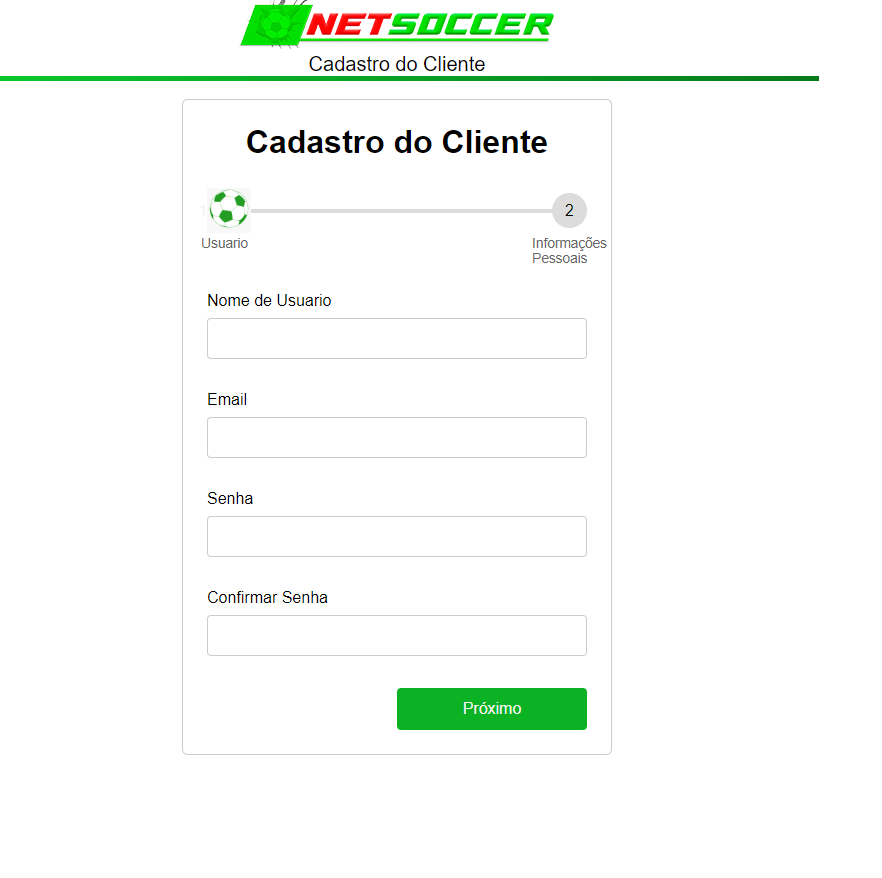 NETSOCCER
Cadastro do Cliente
Cadastro do Cliente
2
Usuario
Informações
Pessoais
Nome de Usuario
Email
Senha
Confirmar Senha
Próximo